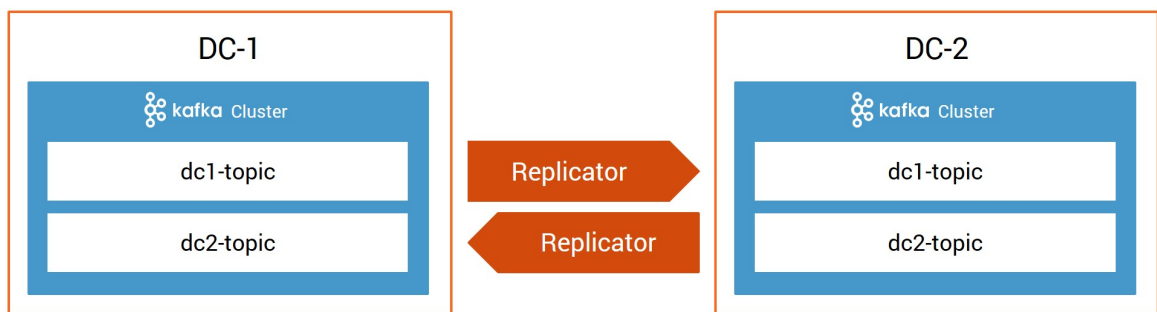 DC-1
kafka Cluster
dc1-topic
dc2-topic
Replicator
Replicator
DC-2
kafka Cluster
dc1-topic
dc2-topic